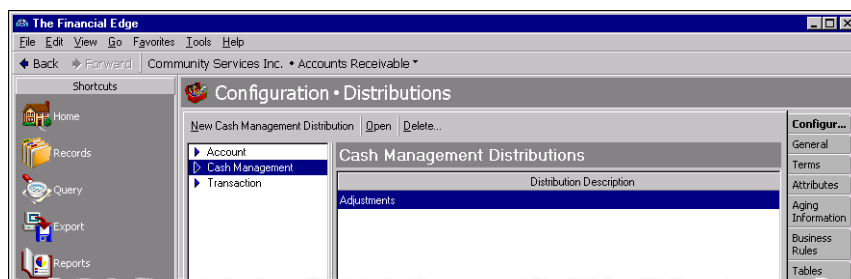 The Financial Edge
File Edit View Go Favorites Tools Help
Back Forward Community Services Inc. • Accounts Receivable
Shortcuts
Home
Records
Query
Export
Reports
Configuration • Distributions
New Cash Management Distribution Open Delete...
Account
Cash Management
Transaction
Cash Management Distributions
Distribution Description
Adjustments
Configur...
General
Terms
Attributes
Aging
Information
Business
Rules
Tables